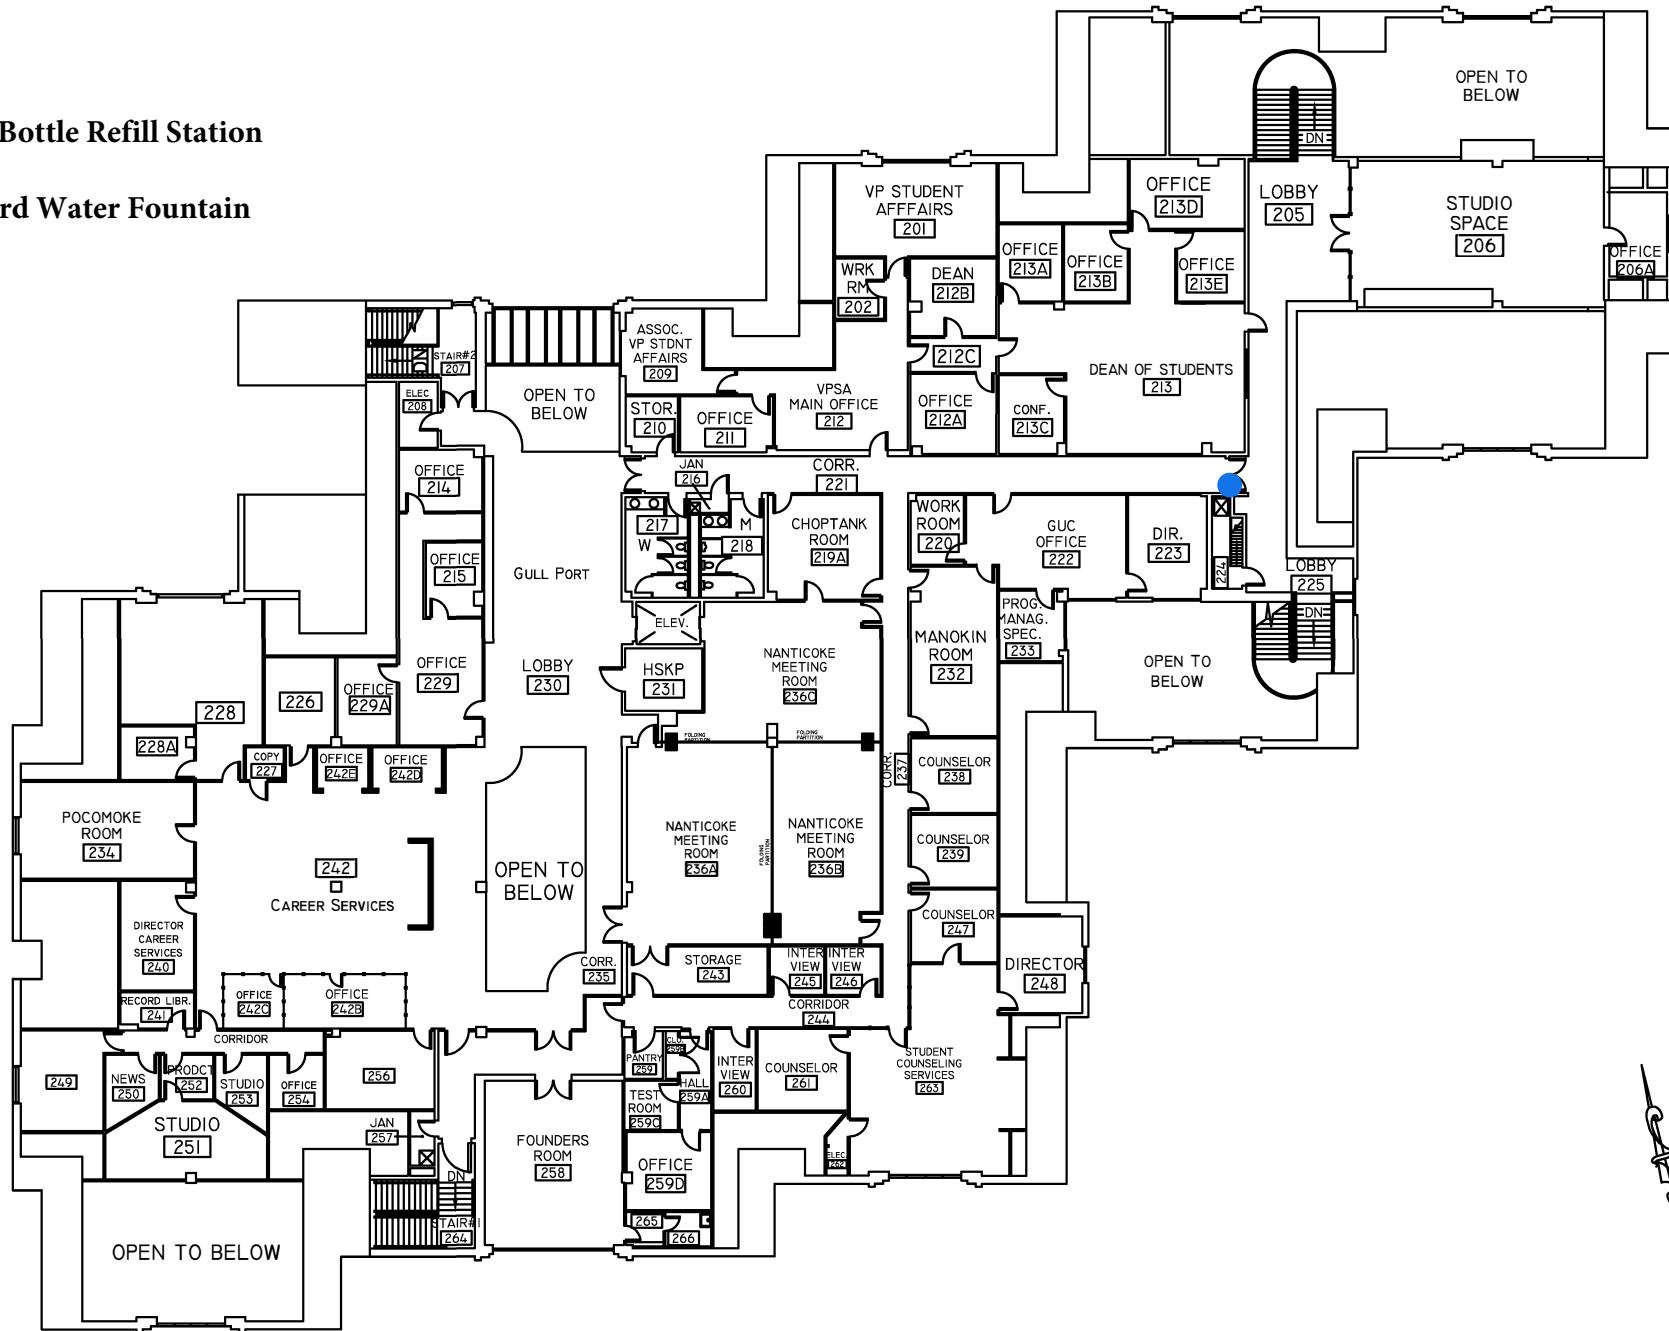 Bottle Refill Station
rd Water Fountain
OPEN TO
BELOW
DN
LOBBY
205
STUDIO
SPACE
206
OFFICE
206A
VP STUDENT
AFFFAIRS
201
OFFICE
213D
OFFICE
213A
OFFICE
213B
OFFICE
213E
WRK
RM
202
DEAN
212B
212C
DEAN OF STUDENTS
213
ASSOC.
VP STDNT
AFFAIRS
209
STAIR#2
207
DN
ELEC
208
OPEN TO
BELOW
VPSA
MAIN OFFICE
212
OFFICE
212A
CONF.
213C
STOR.
210
OFFICE
211
OFFICE
214
JAN
216
CORR.
221
217
W
M
218
CHOPTANK
ROOM
219A
WORK
ROOM
220
GUC
OFFICE
222
DIR.
223
224
LOBBY
225
DN
OFFICE
215
GULL PORT
ELEV.
PROG.
MANAG.
SPEC.
233
OPEN TO
BELOW
MANOKIN
ROOM
232
NANTICOKE
MEETING
ROOM
236C
HSKP
231
LOBBY
230
OFFICE
229
OFFICE
229A
226
228
228A
COPY
227
OFFICE
242E
OFFICE
242D
FOLDING
PARTITION
FOLDING
PARTITION
CORR.
237
COUNSELOR
238
POCOMOKE
ROOM
234
NANTICOKE
MEETING
ROOM
236A
FOLDING
PARTITION
NANTICOKE
MEETING
ROOM
236B
COUNSELOR
239
242
CAREER SERVICES
OPEN TO
BELOW
COUNSELOR
247
DIRECTOR
CAREER
SERVICES
240
CORR.
235
STORAGE
243
INTER
VIEW
245
INTER
VIEW
246
DIRECTOR
248
OFFICE
242C
OFFICE
242B
RECORD LIBR.
241
CORRIDOR
244
CORRIDOR
249
NEWS
250
PRODCT
252
STUDIO
253
OFFICE
254
256
PANTRY
259
CLO.
259B
HALL
259A
INTER
VIEW
260
COUNSELOR
261
STUDENT
COUNSELING
SERVICES
263
TEST
ROOM
259C
STUDIO
251
JAN
257
FOUNDERS
ROOM
258
OFFICE
259D
ELEC.
262
DN
STAIR#1
264
265
266
OPEN TO BELOW